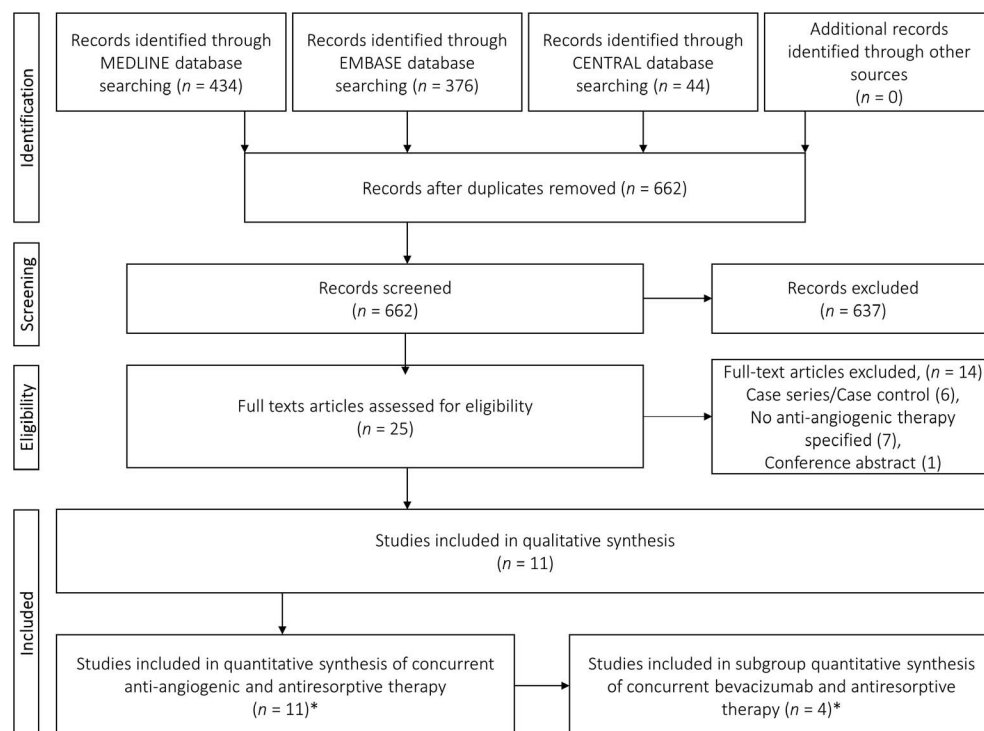 Identification
Records identified through
MEDLINE database
searching (n = 434)
Records identified through
EMBASE database
searching (n = 376)
Records identified through
CENTRAL database
searching (n = 44)
Additional records
identified through other
sources
(n = 0)
Records after duplicates removed (n = 662)
Screening
Records screened
(n = 662)
Records excluded
(n = 637)
Eligibility
Full texts articles assessed for eligibility
(n = 25)
Full-text articles excluded, (n = 14)
Case series/Case control (6),
No anti-angiogenic therapy
specified (7),
Conference abstract (1)
Included
Studies included in qualitative synthesis
(n = 11)
Studies included in quantitative synthesis of concurrent
anti-angiogenic and antiresorptive therapy
(n = 11)*
Studies included in subgroup quantitative synthesis
of concurrent bevacizumab and antiresorptive
therapy (n = 4)*